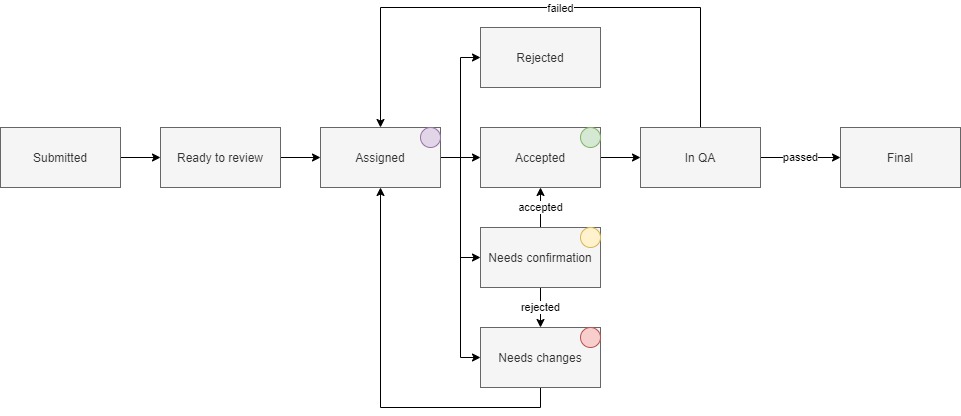 failed
Rejected
Submitted
Ready to review
Assigned
Accepted
In QA
passed
Final
accepted
Needs confirmation
rejected
Needs changes